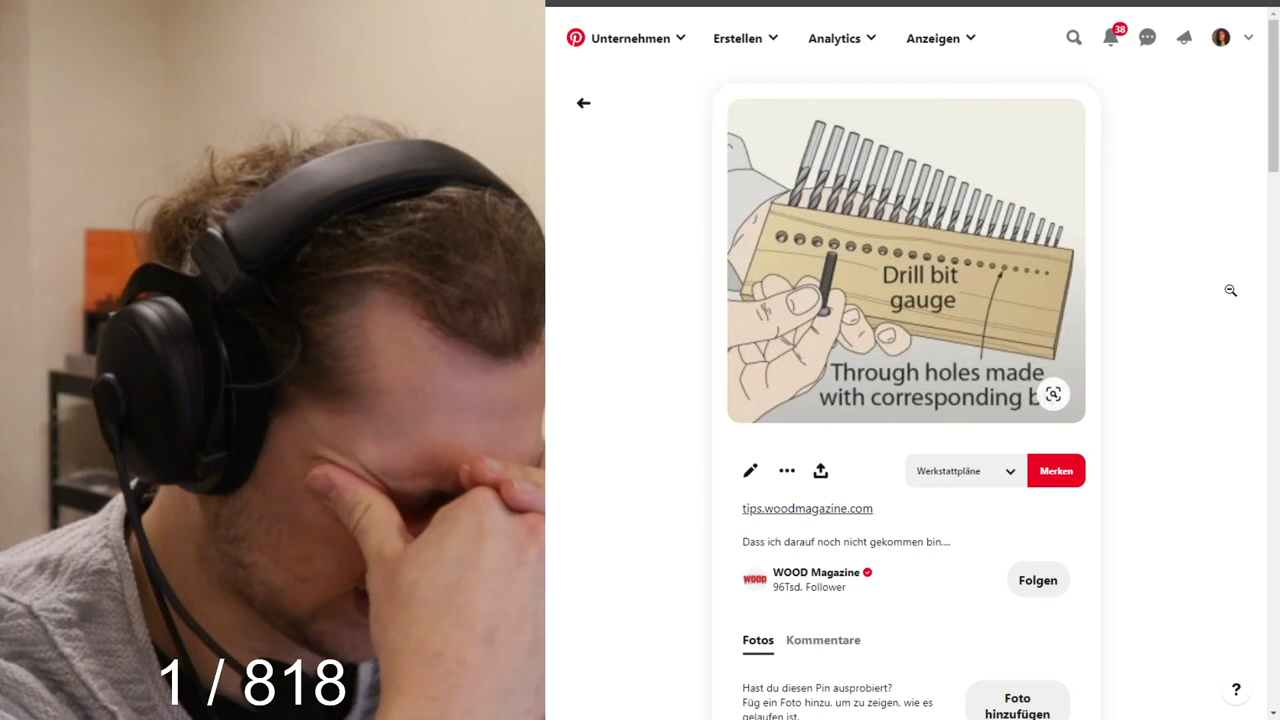 Unternehmen
Erstellen
Analytics
Anzeigen
38
Drill bit
gauge
Through holes made
with corresponding b
Werkstattpläne
Merken
tips.woodmagazine.com
Dass ich darauf noch nicht gekommen bin....
WOOD
WOOD Magazine
96Tsd. Follower
Folgen
Fotos
Kommentare
Hast du diesen Pin ausprobiert?
Füg ein Foto hinzu, um zu zeigen, wie es
gelaufen ist.
Foto
hinzufügen
?
1 / 818